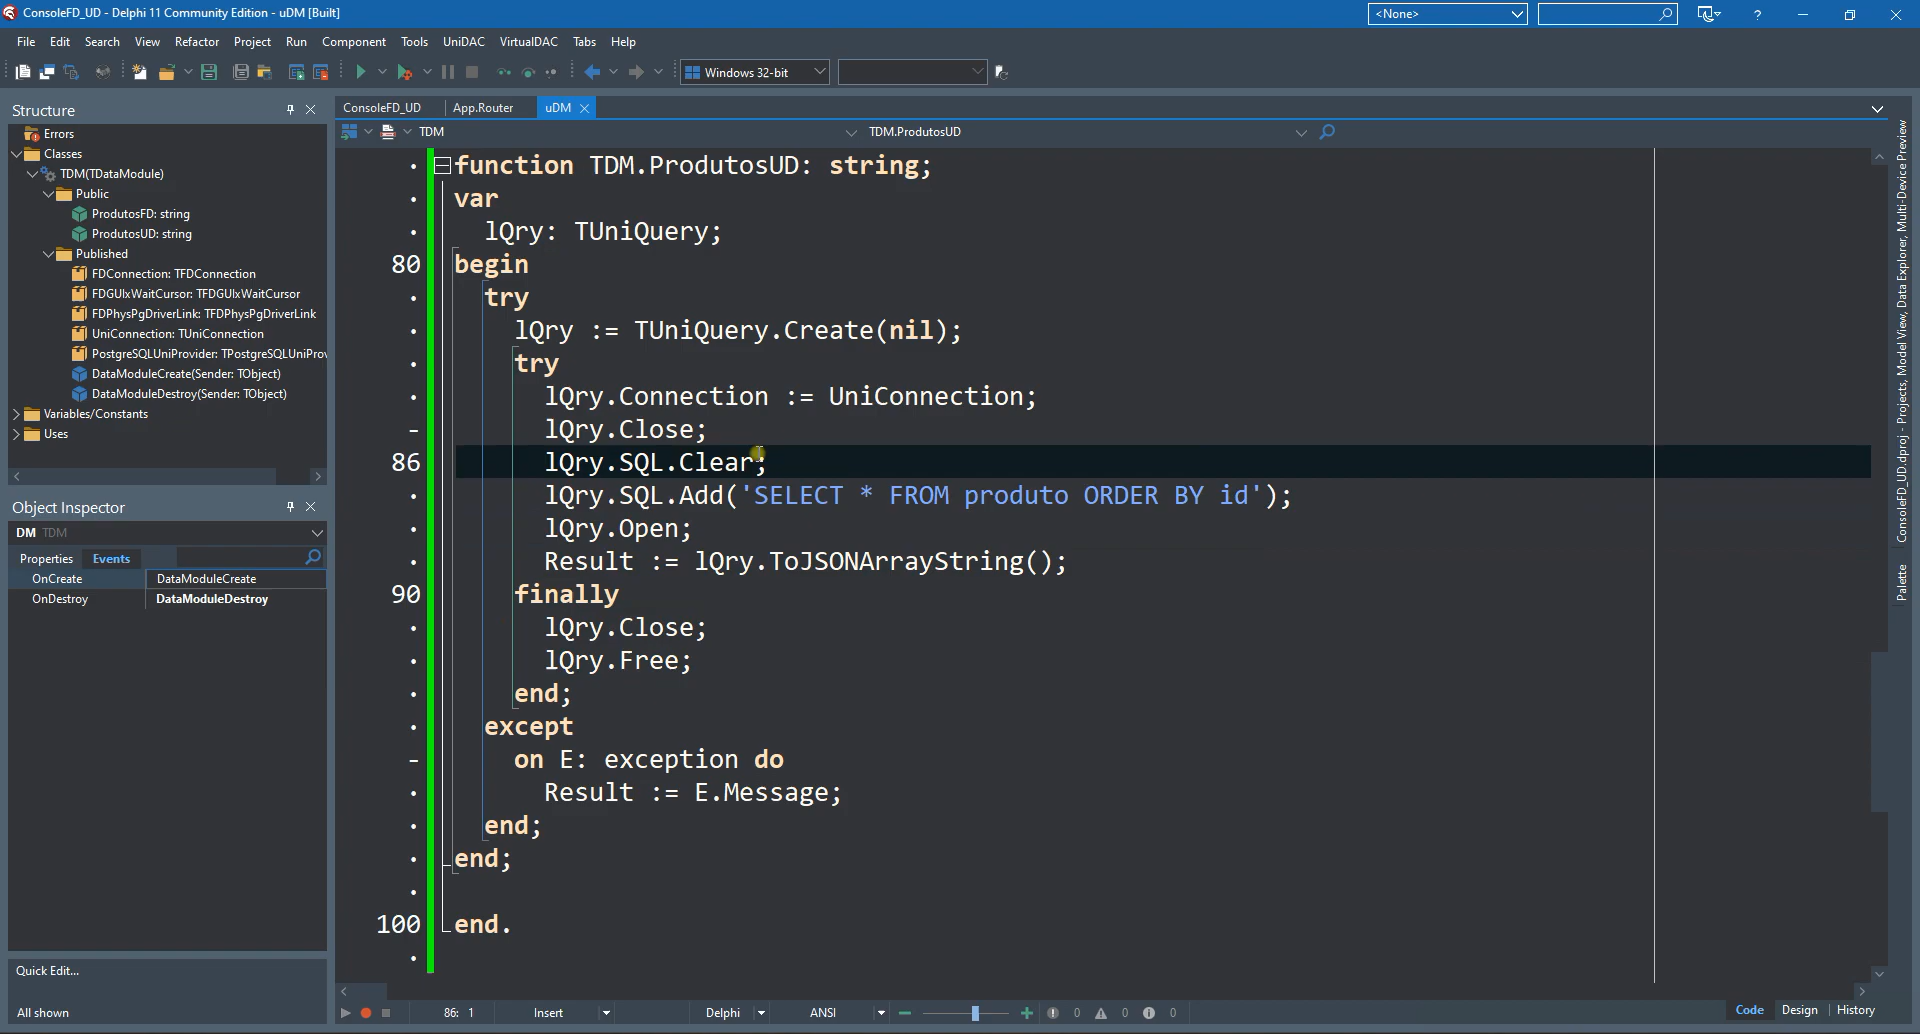 ConsoleFD_UD - Delphi 11 Community Edition - uDM [Built]
<None>
?
File Edit Search View Refactor Project Run Component Tools UniDAC VirtualDAC Tabs Help
Windows 32-bit
Structure
Errors
Classes
TDM(TDataModule)
Public
ProdutosFD: string
ProdutosUD: string
Published
FDConnection: TFDConnection
FDGUIxWaitCursor: TFDGUIxWaitCursor
FDPhysPgDriverLink: TFDPhysPgDriverLink
UniConnection: TUniConnection
PostgreSQLUniProvider: TPostgreSQLUniProv
DataModuleCreate(Sender: TObject)
DataModuleDestroy(Sender: TObject)
Variables/Constants
Uses
Object Inspector
DM TDM
Properties Events
OnCreate DataModuleCreate
OnDestroy DataModuleDestroy
Quick Edit...
All shown
ConsoleFD_UD App.Router uDM
TDM TDM.ProdutosUD
function TDM.ProdutosUD: string;
var
lQry: TUniQuery;
80 begin
try
lQry := TUniQuery.Create(nil);
try
lQry.Connection := UniConnection;
lQry.Close;
86 lQry.SQL.Clear;
lQry.SQL.Add('SELECT * FROM produto ORDER BY id');
lQry.Open;
Result := lQry.ToJSONArrayString();
90 finally
lQry.Close;
lQry.Free;
end;
except
on E: exception do
Result := E.Message;
end;
end;
100 end.
86: 1 Insert Delphi ANSI 0 0 0
Code Design History
ConsoleFD_UD.dproj - Projects, Model View, Data Explorer, Multi-Device Preview
Palette